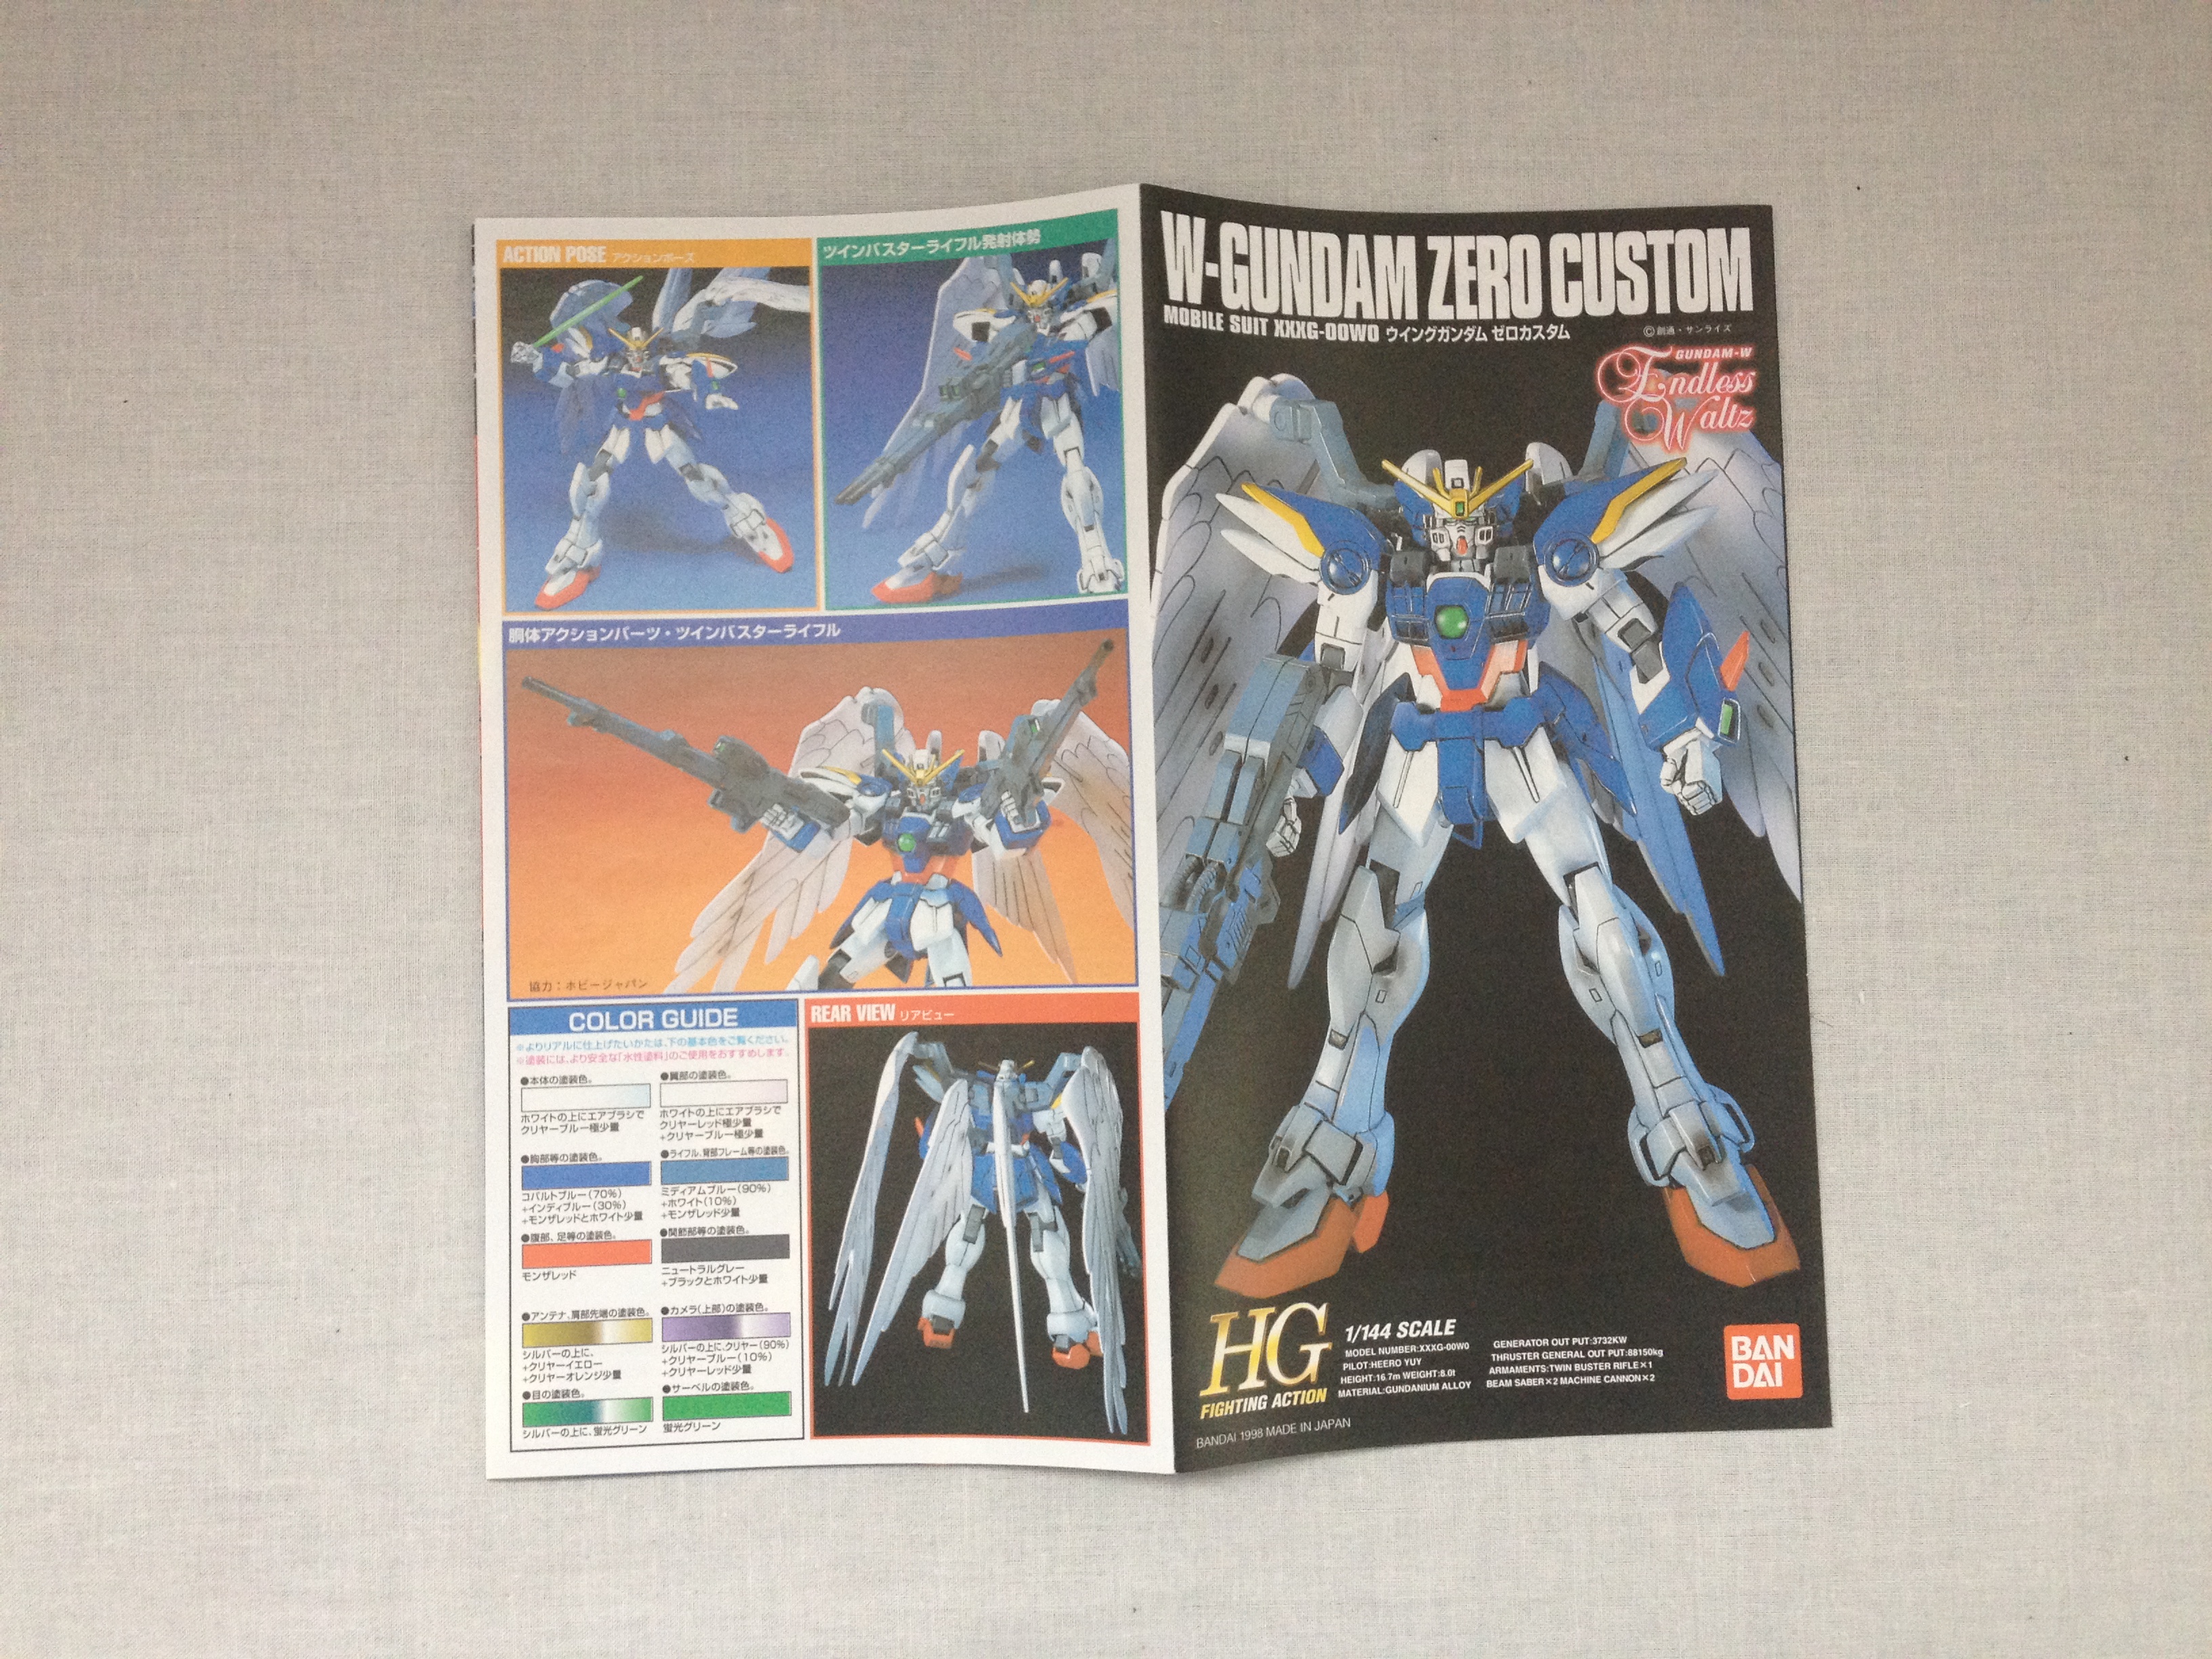 ACTION POSE アクションポーズ
ツインバスターライフル発射体勢
胴体アクションパーツ・ツインバスターライフル
協力：ホビージャパン
COLOR GUIDE
※よりリアルに仕上げたいかたは、下の基本色をご覧ください。
※塗装には、より安全な「水性塗料」のご使用をおすすめします。
●本体の塗装色。
ホワイトの上にエアブラシで
クリヤーブルー極少量
●翼部の塗装色。
ホワイトの上にエアブラシで
クリヤーレッド極少量
+クリヤーブルー極少量
●胸部等の塗装色。
コバルトブルー(70%)
+インディブルー(30%)
+モンザレッドとホワイト少量
●ライフル、背部フレーム等の塗装色。
ミディアムブルー(90%)
+ホワイト(10%)
+モンザレッド少量
●腹部、足等の塗装色。
モンザレッド
●関節部等の塗装色。
ニュートラルグレー
+ブラックとホワイト少量
●アンテナ、肩部先端の塗装色。
シルバーの上に、
+クリヤーイエロー
+クリヤーオレンジ少量
●カメラ(上部)の塗装色。
シルバーの上に、クリヤー(90%)
+クリヤーブルー(10%)
+クリヤーレッド少量
●目の塗装色。
シルバーの上に、蛍光グリーン
●サーベルの塗装色。
蛍光グリーン
REAR VIEW リアビュー
W-GUNDAM ZERO CUSTOM
MOBILE SUIT XXXG-00W0 ウイングガンダム ゼロカスタム
©創通・サンライズ
GUNDAM-W
Endless
Waltz
HG
FIGHTING ACTION
1/144 SCALE
MODEL NUMBER:XXXG-00W0
PILOT:HEERO YUY
HEIGHT:16.7m WEIGHT:8.0t
MATERIAL:GUNDANIUM ALLOY
GENERATOR OUT PUT:3732KW
THRUSTER GENERAL OUT PUT:88150kg
ARMAMENTS:TWIN BUSTER RIFLE×1
BEAM SABER×2 MACHINE CANNON×2
BAN
DAI
BANDAI 1998 MADE IN JAPAN